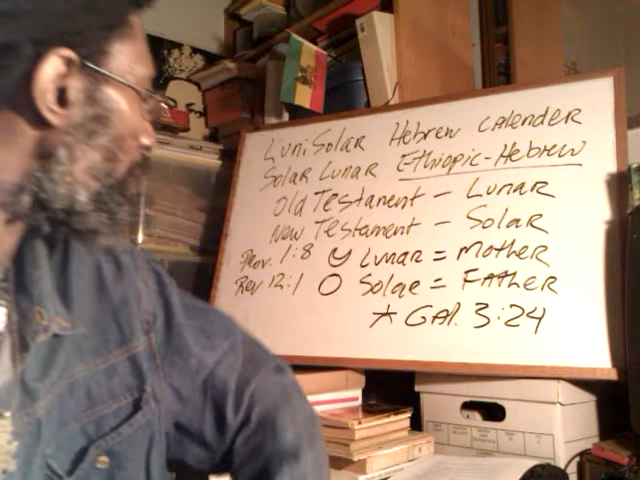 LuniSolar Hebrew calender
Solar Lunar Ethiopic-Hebrew
Old Testament - Lunar
New Testament - Solar
Prov. 1:8 Lunar = Mother
Rev 12:1 Solar = Father
* GAl. 3:24